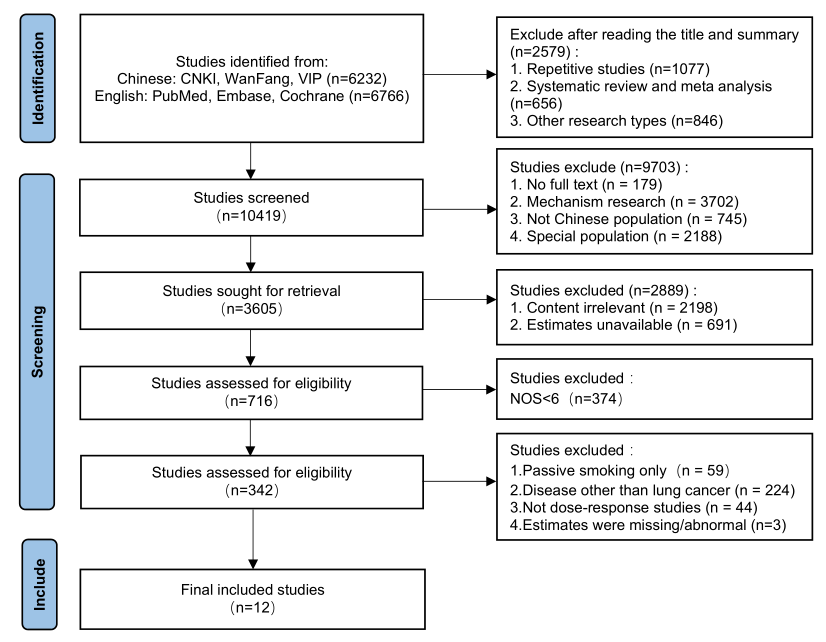 Identification
Studies identified from:
Chinese: CNKI, WanFang, VIP (n=6232)
English: PubMed, Embase, Cochrane (n=6766)
Exclude after reading the title and summary
(n=2579) :
1. Repetitive studies (n=1077)
2. Systematic review and meta analysis
(n=656)
3. Other research types (n=846)
Screening
Studies screened
（n=10419）
Studies exclude (n=9703) :
1. No full text (n = 179)
2. Mechanism research (n = 3702)
3. Not Chinese population (n = 745)
4. Special population (n = 2188)
Studies sought for retrieval
（n=3605）
Studies excluded (n=2889) :
1. Content irrelevant (n = 2198)
2. Estimates unavailable (n = 691)
Studies assessed for eligibility
（n=716）
Studies excluded：
NOS<6（n=374）
Studies assessed for eligibility
（n=342）
Studies excluded：
1.Passive smoking only（n = 59）
2.Disease other than lung cancer (n = 224)
3.Not dose-response studies (n = 44)
4.Estimates were missing/abnormal (n=3)
Include
Final included studies
（n=12）